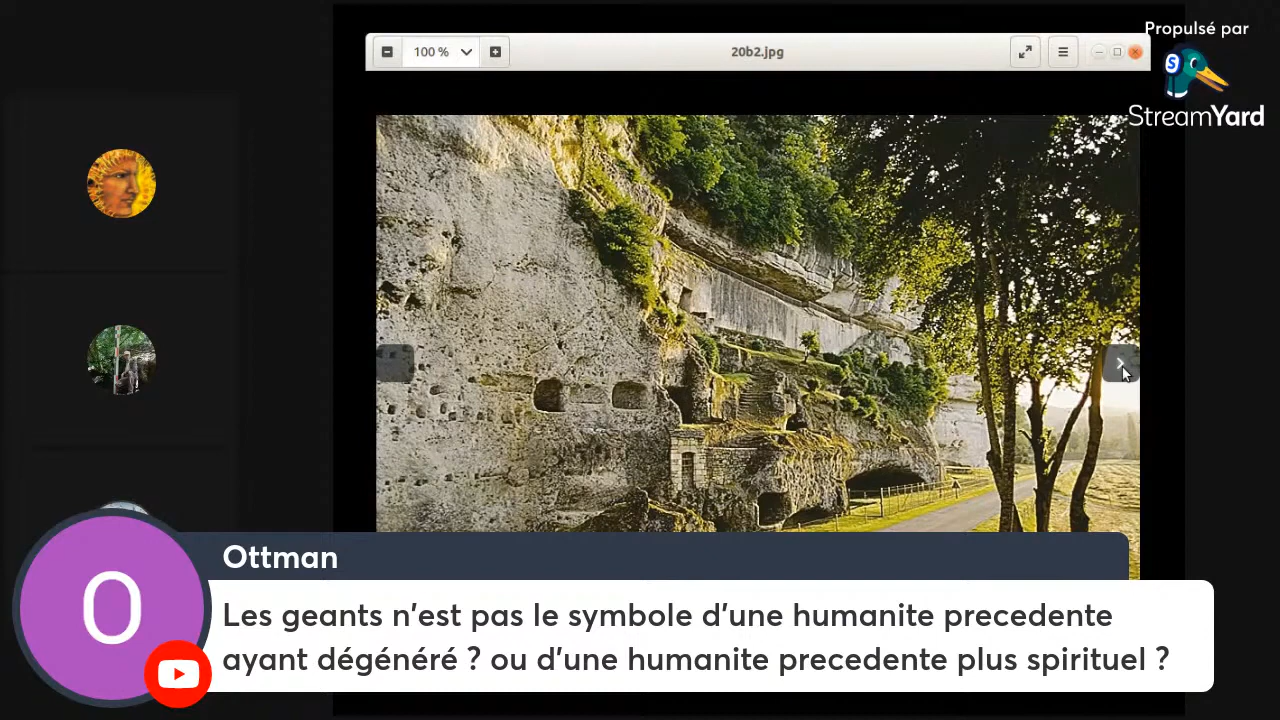 Propulsé par
100 %
20b2.jpg
S
StreamYard
O
Ottman
Les geants n'est pas le symbole d'une humanite precedente
ayant dégénéré ? ou d'une humanite precedente plus spirituel ?